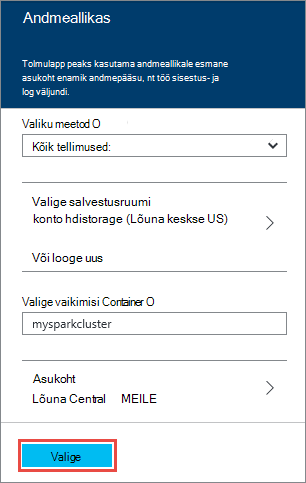 Andmeallikas
Tolmulapp peaks kasutama andmeallikale esmane
asukoht enamik andmepääsu, nt töö sisestus- ja
log väljundi.
Valiku meetod O
Kõik tellimused:
Valige salvestusruumi
konto hdistorage (Lõuna keskse US)
Või looge uus
Valige vaikimisi Container O
mysparkcluster
Asukoht
Lõuna Central MEILE
Valige